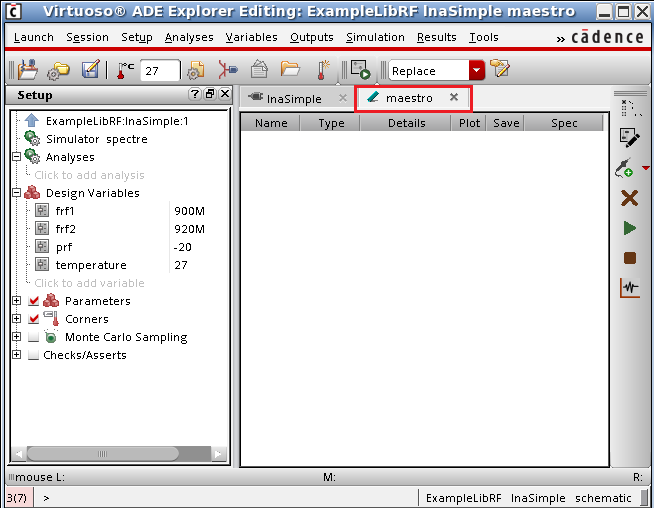 Virtuoso® ADE Explorer Editing: ExampleLibRF lnaSimple maestro
Launch Session Setup Analyses Variables Outputs Simulation Results Tools » cādence
27 Replace
Setup
lnaSimple maestro
Name Type Details Plot Save Spec
ExampleLibRF:lnaSimple:1
Simulator spectre
Analyses
Click to add analysis
Design Variables
frf1 900M
frf2 920M
prf -20
temperature 27
Click to add variable
Parameters
Corners
Monte Carlo Sampling
Checks/Asserts
mouse L: M: R:
3(7) > ExampleLibRF lnaSimple schematic